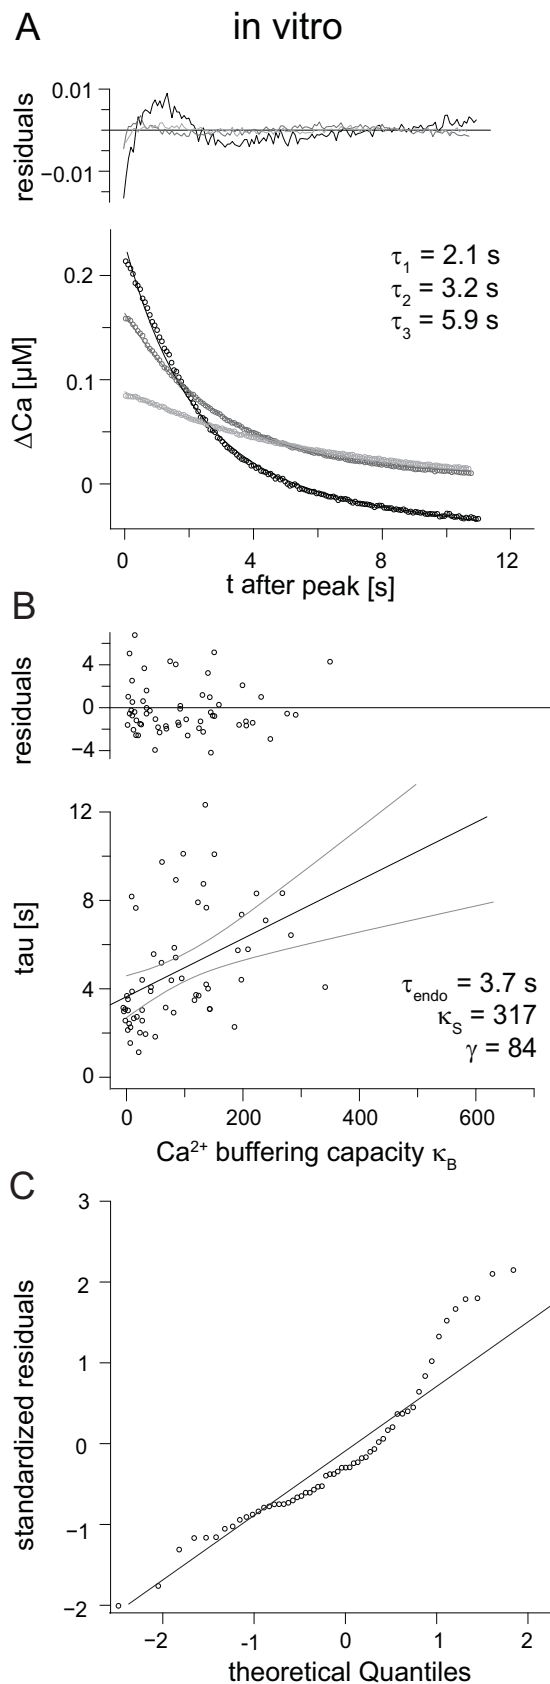 A
in vitro
residuals
0.01
−0.01
ΔCa [µM]
0.2
0.1
0
τ1 = 2.1 s
τ2 = 3.2 s
τ3 = 5.9 s
0 4 8 12
t after peak [s]
B
residuals
4
0
−4
tau [s]
12
8
4
0
τendo = 3.7 s
κS = 317
γ = 84
0 200 400 600
Ca2+ buffering capacity κB
C
standardized residuals
3
2
1
0
−1
−2
−2 -1 0 1 2
theoretical Quantiles